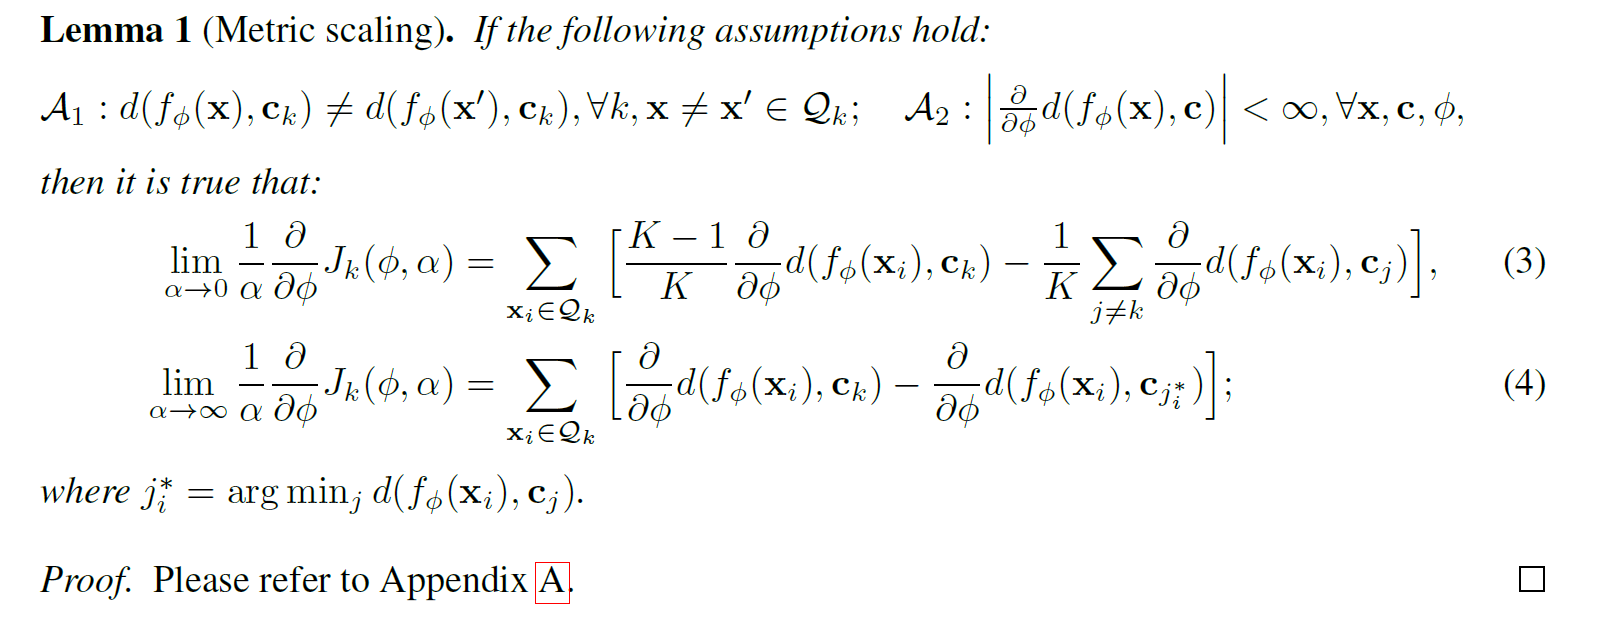 Lemma 1 (Metric scaling). If the following assumptions hold:
$\mathcal{A}_1 : d(f_\phi(\mathbf{x}), \mathbf{c}_k) \neq d(f_\phi(\mathbf{x}'), \mathbf{c}_k), \forall k, \mathbf{x} \neq \mathbf{x}' \in \mathcal{Q}_k; \quad \mathcal{A}_2 : \left| \frac{\partial}{\partial \phi} d(f_\phi(\mathbf{x}), \mathbf{c}) \right| < \infty, \forall \mathbf{x}, \mathbf{c}, \phi,$
then it is true that:
$\lim_{\alpha \to 0} \frac{1}{\alpha} \frac{\partial}{\partial \phi} J_k(\phi, \alpha) = \sum_{\mathbf{x}_i \in \mathcal{Q}_k} \left[ \frac{K-1}{K} \frac{\partial}{\partial \phi} d(f_\phi(\mathbf{x}_i), \mathbf{c}_k) - \frac{1}{K} \sum_{j \neq k} \frac{\partial}{\partial \phi} d(f_\phi(\mathbf{x}_i), \mathbf{c}_j) \right], \quad (3)$
$\lim_{\alpha \to \infty} \frac{1}{\alpha} \frac{\partial}{\partial \phi} J_k(\phi, \alpha) = \sum_{\mathbf{x}_i \in \mathcal{Q}_k} \left[ \frac{\partial}{\partial \phi} d(f_\phi(\mathbf{x}_i), \mathbf{c}_k) - \frac{\partial}{\partial \phi} d(f_\phi(\mathbf{x}_i), \mathbf{c}_{j_i^*}) \right]; \quad (4)$
where $j_i^* = \arg\min_j d(f_\phi(\mathbf{x}_i), \mathbf{c}_j).$
Proof. Please refer to Appendix A. □